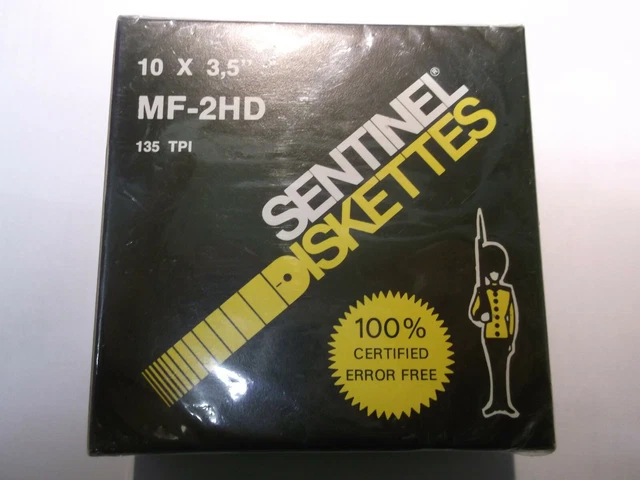 10 X 3,5"
MF-2HD
135 TPI
SENTINEL®
DISKETTES
100%
CERTIFIED
ERROR FREE